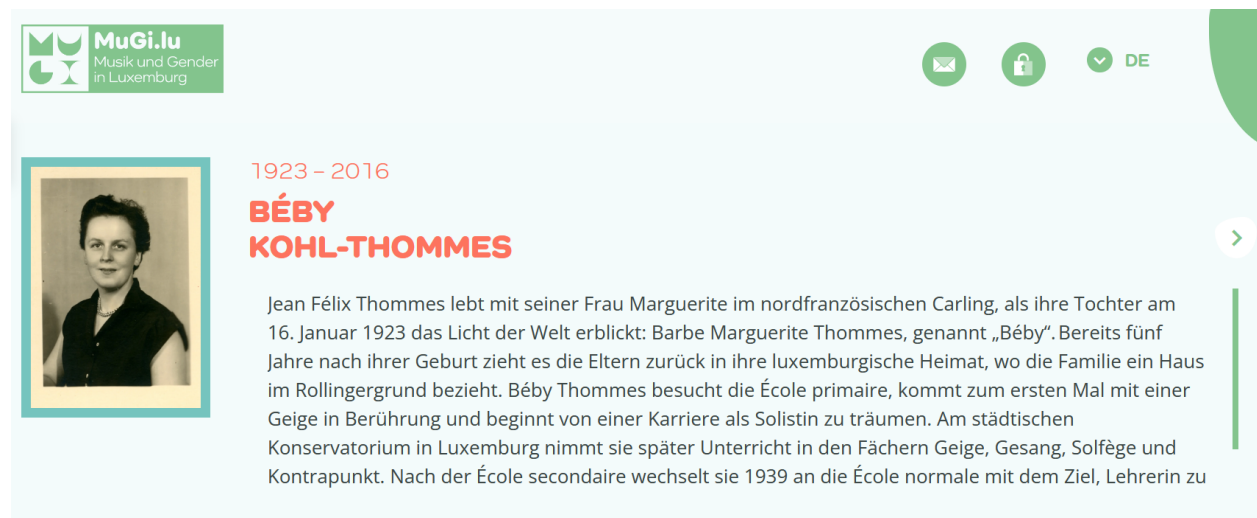 MuGi.lu
Musik und Gender
in Luxemburg
DE
1923 – 2016
BÉBY
KOHL-THOMMES
Jean Félix Thommes lebt mit seiner Frau Marguerite im nordfranzösischen Carling, als ihre Tochter am
16. Januar 1923 das Licht der Welt erblickt: Barbe Marguerite Thommes, genannt „Béby“. Bereits fünf
Jahre nach ihrer Geburt zieht es die Eltern zurück in ihre luxemburgische Heimat, wo die Familie ein Haus
im Rollingergrund bezieht. Béby Thommes besucht die École primaire, kommt zum ersten Mal mit einer
Geige in Berührung und beginnt von einer Karriere als Solistin zu träumen. Am städtischen
Konservatorium in Luxemburg nimmt sie später Unterricht in den Fächern Geige, Gesang, Solfège und
Kontrapunkt. Nach der École secondaire wechselt sie 1939 an die École normale mit dem Ziel, Lehrerin zu